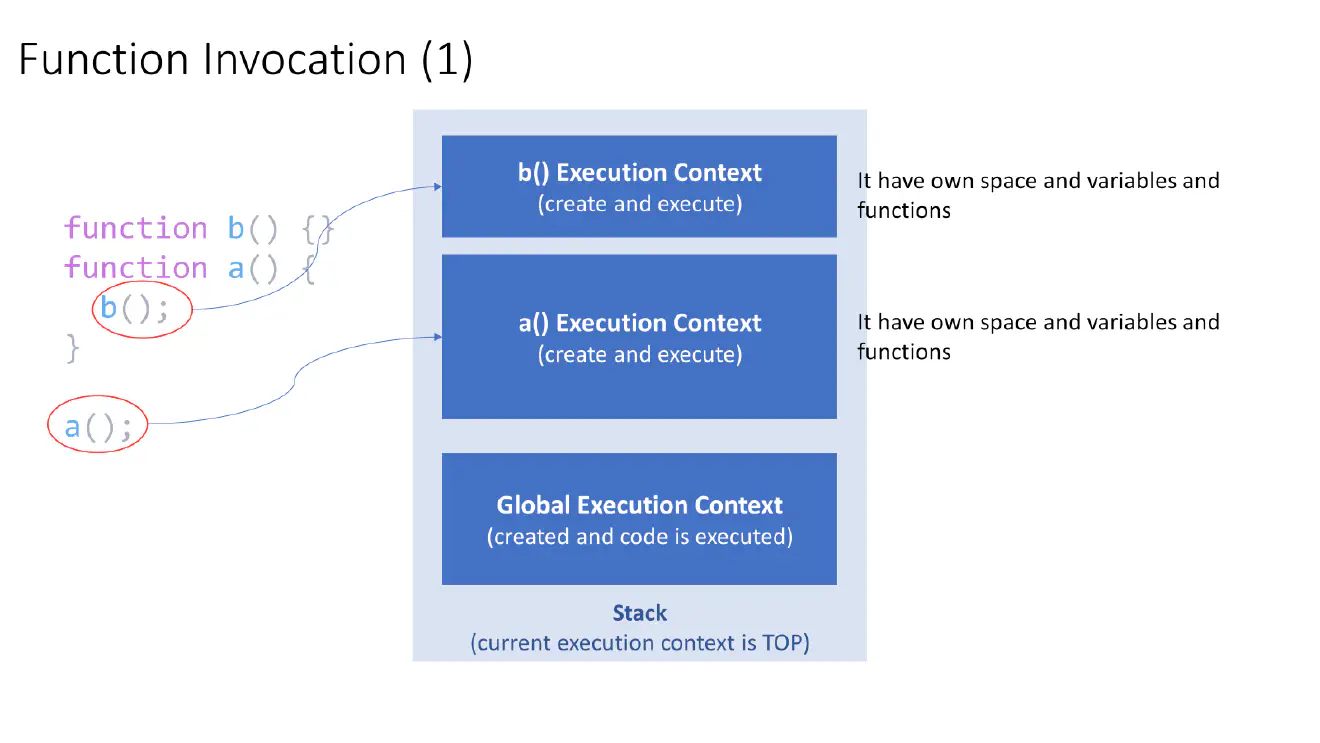 Function Invocation (1)
b() Execution Context
(create and execute)
It have own space and variables and
functions
function b() {}
function a() {
b();
}
a();
a() Execution Context
(create and execute)
It have own space and variables and
functions
Global Execution Context
(created and code is executed)
Stack
(current execution context is TOP)